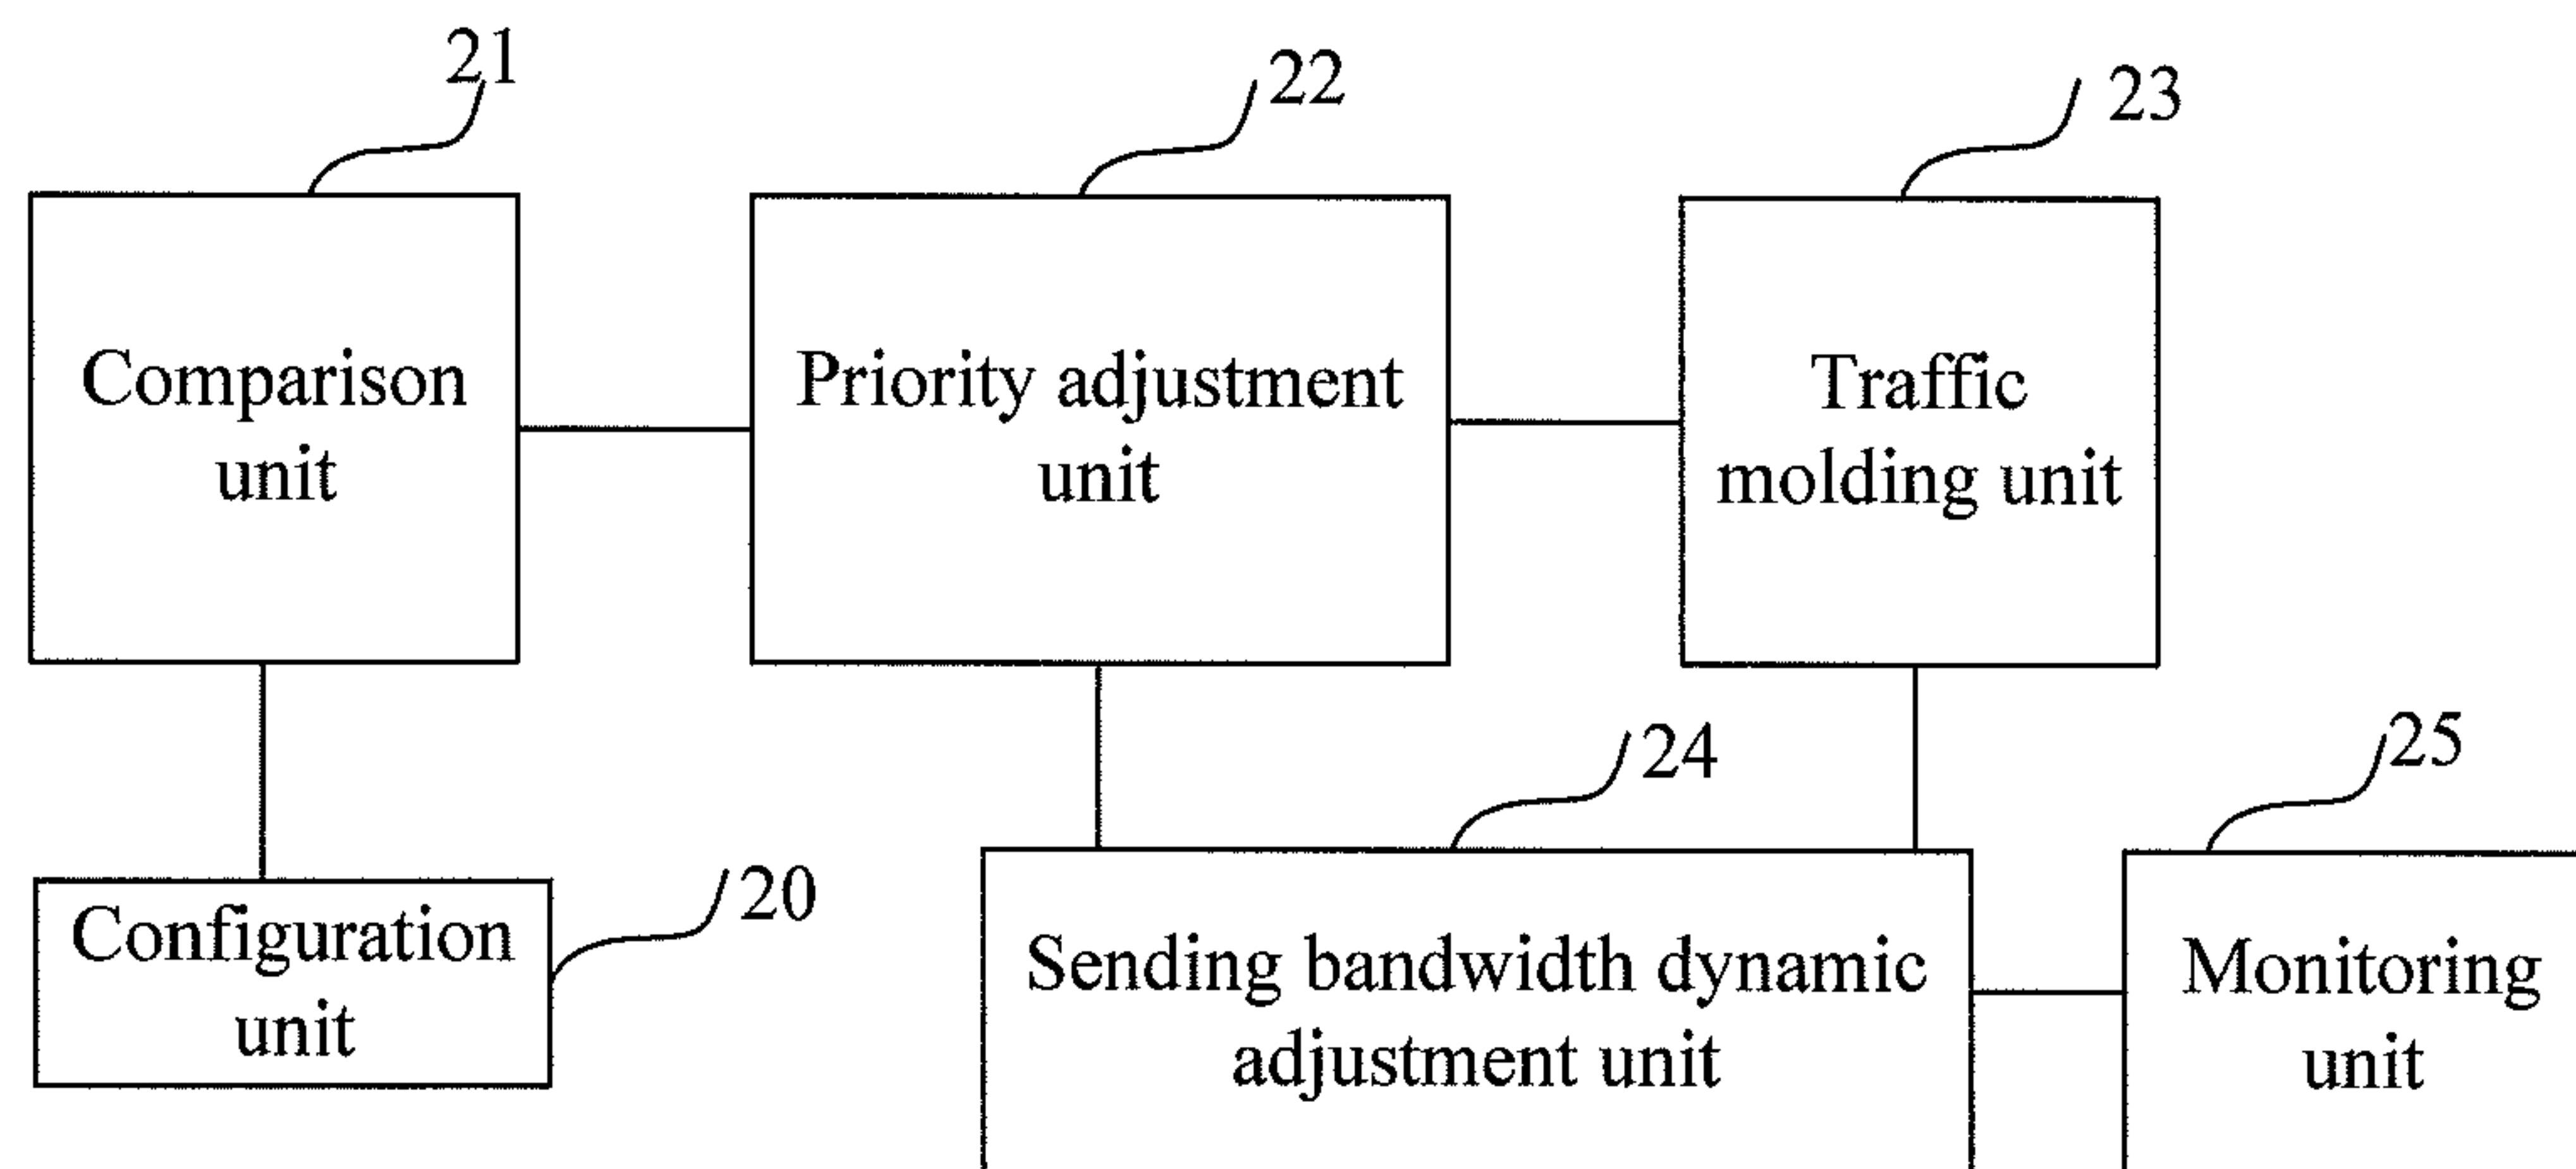 21
22
23
Comparison
unit
Priority adjustment
unit
Traffic
molding unit
24
25
20
Configuration
unit
Sending bandwidth dynamic
adjustment unit
Monitoring
unit